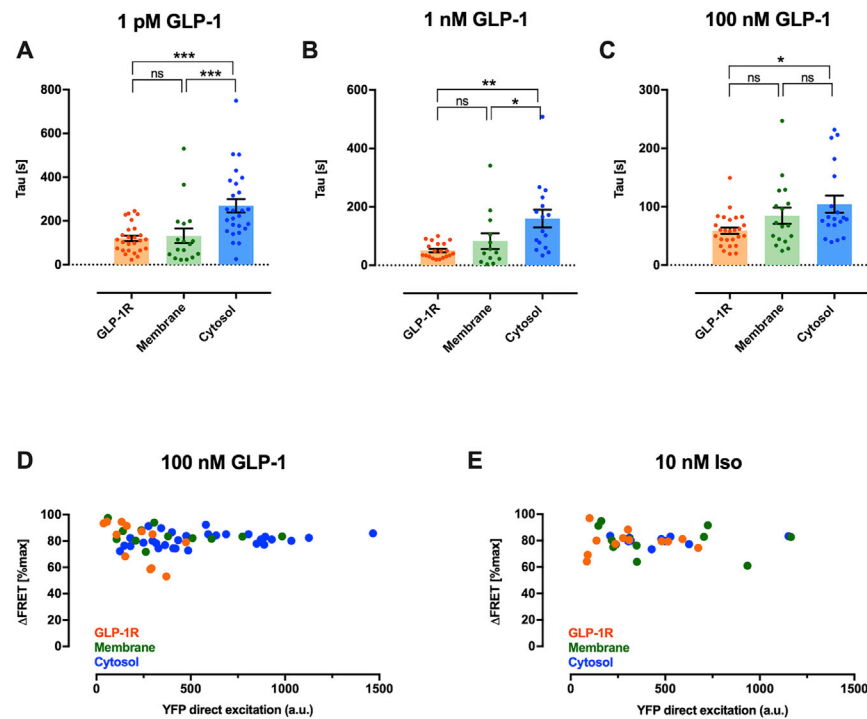 1 pM GLP-1
1 nM GLP-1
100 nM GLP-1
A
B
C
***
ns
***
800
600
400
200
0
Tau [s]
GLP-1R
Membrane
Cytosol
**
ns
*
600
400
200
0
Tau [s]
GLP-1R
Membrane
Cytosol
*
ns
ns
300
200
100
0
Tau [s]
GLP-1R
Membrane
Cytosol
D
100 nM GLP-1
100
80
60
40
20
0
ΔFRET [%max]
GLP-1R
Membrane
Cytosol
0
500
1000
1500
YFP direct excitation (a.u.)
E
10 nM Iso
100
80
60
40
20
0
ΔFRET [%max]
GLP-1R
Membrane
Cytosol
0
500
1000
1500
YFP direct excitation (a.u.)